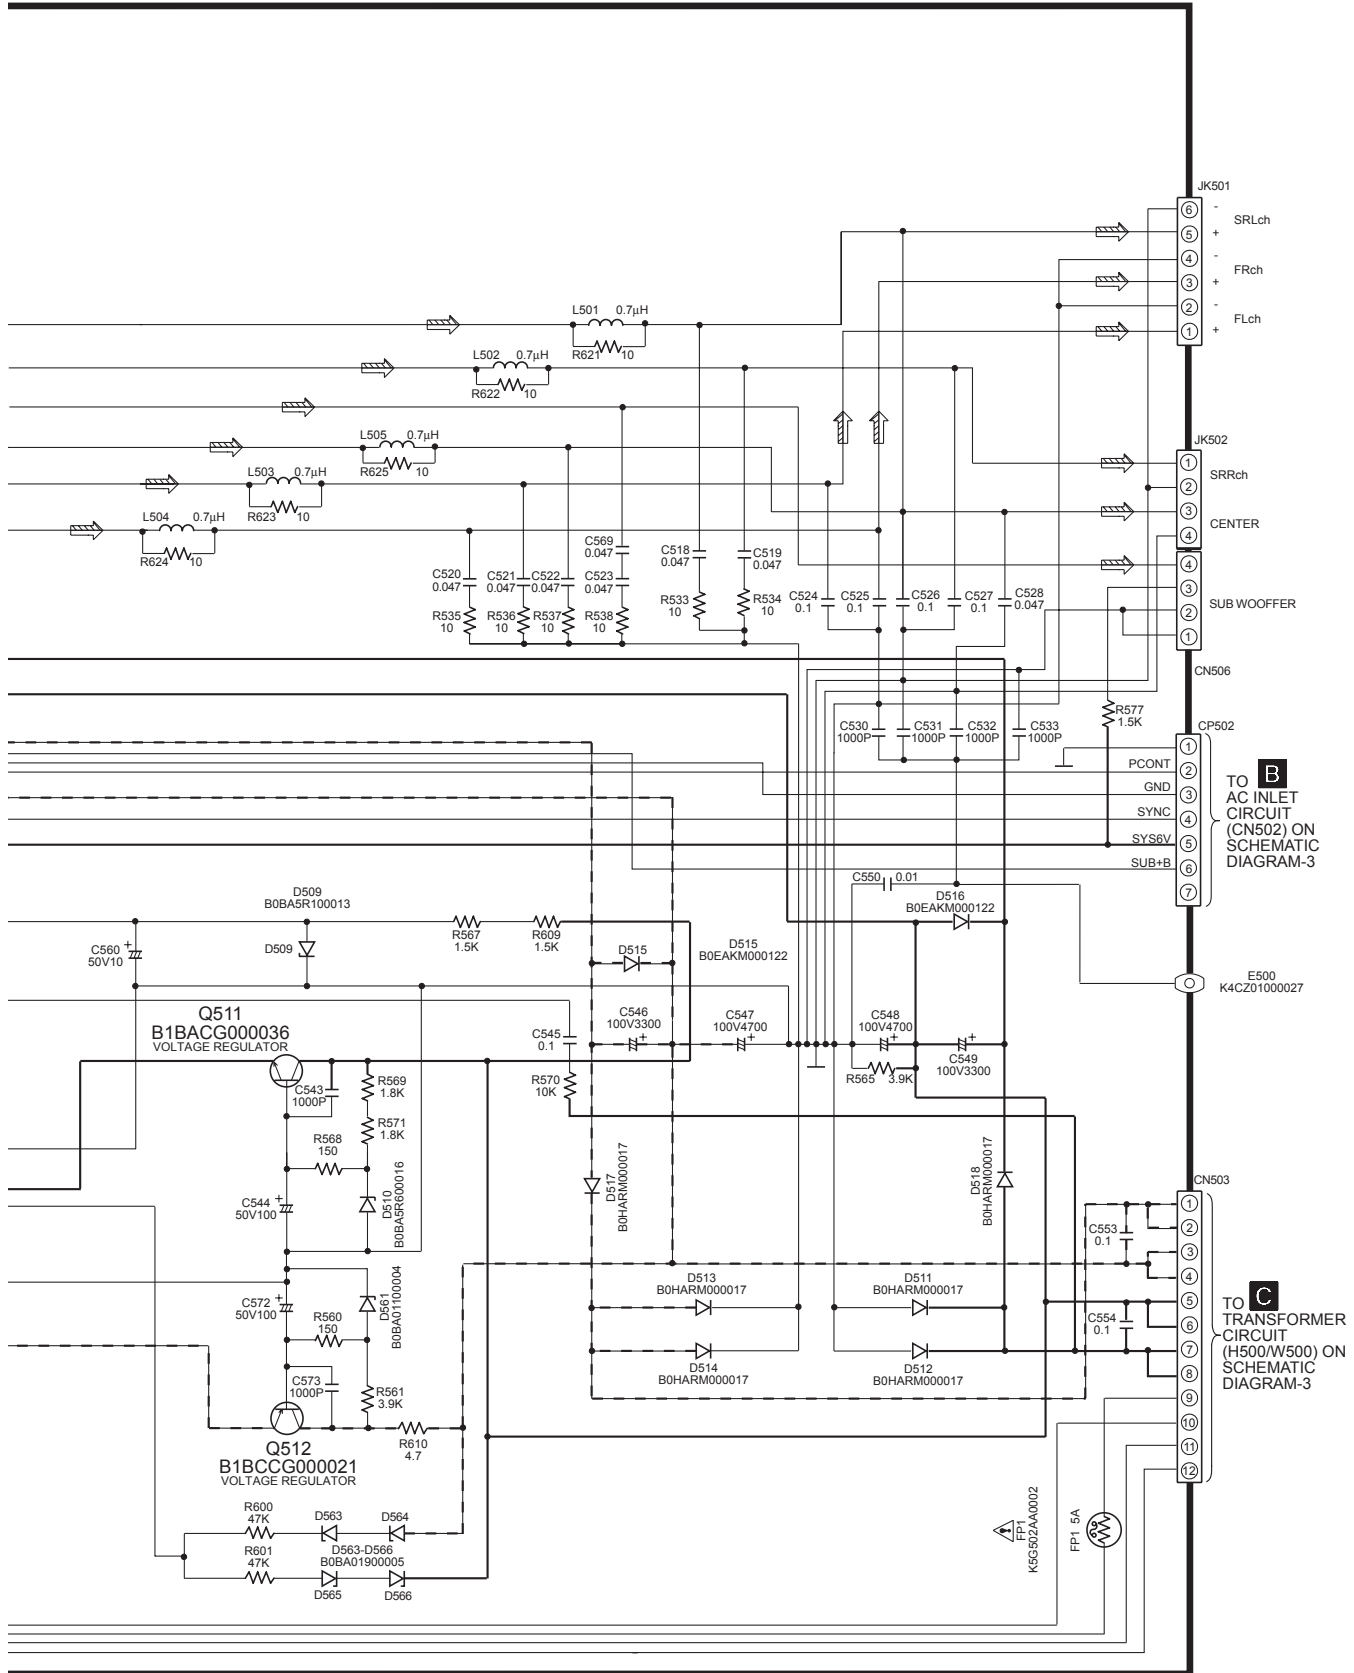 JK501
6 -
SRLch
5 +
4 -
FRch
3 +
2 -
FLch
1 +
L501 0.7µH
R621 10
L502 0.7µH
R622 10
L505 0.7µH
R625 10
L503 0.7µH
R623 10
L504 0.7µH
R624 10
JK502
1
SRRch
2
3
CENTER
4
4
3
SUB WOOFFER
2
1
CN506
C569
0.047
C518
0.047
C519
0.047
C520
0.047
C521
0.047
C522
0.047
C523
0.047
R535
10
R536
10
R537
10
R538
10
R533
10
R534
10
C524
0.1
C525
0.1
C526
0.1
C527
0.1
C528
0.047
C530
1000P
C531
1000P
C532
1000P
C533
1000P
R577
1.5K
CP502
1
PCONT 2
GND 3
SYNC 4
SYS6V 5
SUB+B 6
7
TO B
AC INLET
CIRCUIT
(CN502) ON
SCHEMATIC
DIAGRAM-3
C550 0.01
D516
B0EAKM000122
D509
B0BA5R100013
C560
50V10
+
D509
R567
1.5K
R609
1.5K
D515
D515
B0EAKM000122
E500
K4CZ01000027
Q511
B1BACG000036
VOLTAGE REGULATOR
C545
0.1
C546
100V3300
+
C547
100V4700
+
C548
100V4700
+
C549
100V3300
+
R565 3.9K
R570
10K
C543
1000P
R569
1.8K
R571
1.8K
R568
150
C544
50V100
+
D510
B0BA5R600016
D517
B0HARM000017
D518
B0HARM000017
C572
50V100
+
R560
150
D561
B0BA01100004
C573
1000P
R561
3.9K
R610
4.7
Q512
B1BCCG000021
VOLTAGE REGULATOR
D513
B0HARM000017
D511
B0HARM000017
D514
B0HARM000017
D512
B0HARM000017
CN503
1
2
3
4
5
6
7
8
9
10
11
12
C553
0.1
C554
0.1
TO C
TRANSFORMER
CIRCUIT
(H500/W500) ON
SCHEMATIC
DIAGRAM-3
R600
47K
D563
D564
R601
47K
D563-D566
B0BA01900005
D565
D566
FP1
K5G502AA0002
FP1 5A